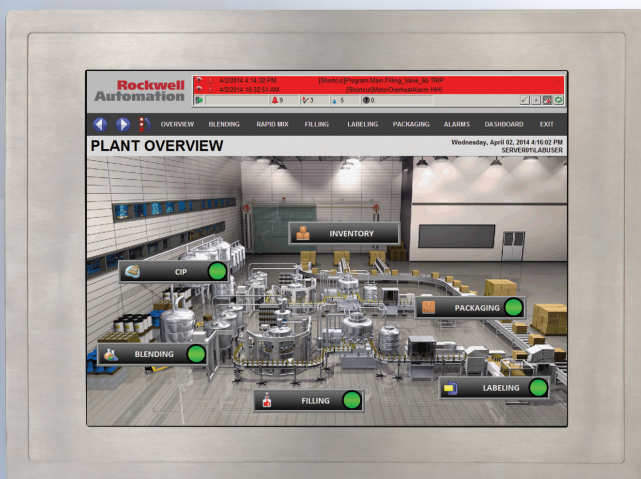 Rockwell
Automation
4/2/2014 4:14:32 PM [Shortcut]Program:Main.Filling_Valve_6b TRIP
4/2/2014 10:32:51 AM [Shortcut]MotorOverheatAlarm HIHI
9 3 5 0
OVERVIEW BLENDING RAPID MIX FILLING LABELING PACKAGING ALARMS DASHBOARD EXIT
PLANT OVERVIEW
Wednesday, April 02, 2014 4:16:02 PM
SERVER01\LABUSER
INVENTORY
CIP
PACKAGING
BLENDING
LABELING
FILLING